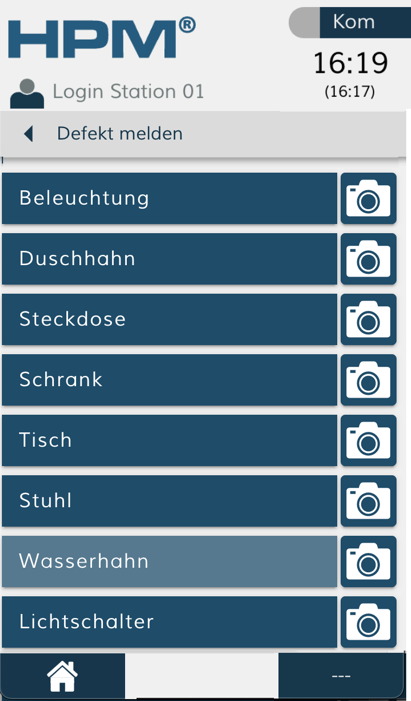 HPM®
Kom
16:19
(16:17)
Login Station 01
Defekt melden
Beleuchtung
Duschhahn
Steckdose
Schrank
Tisch
Stuhl
Wasserhahn
Lichtschalter
---